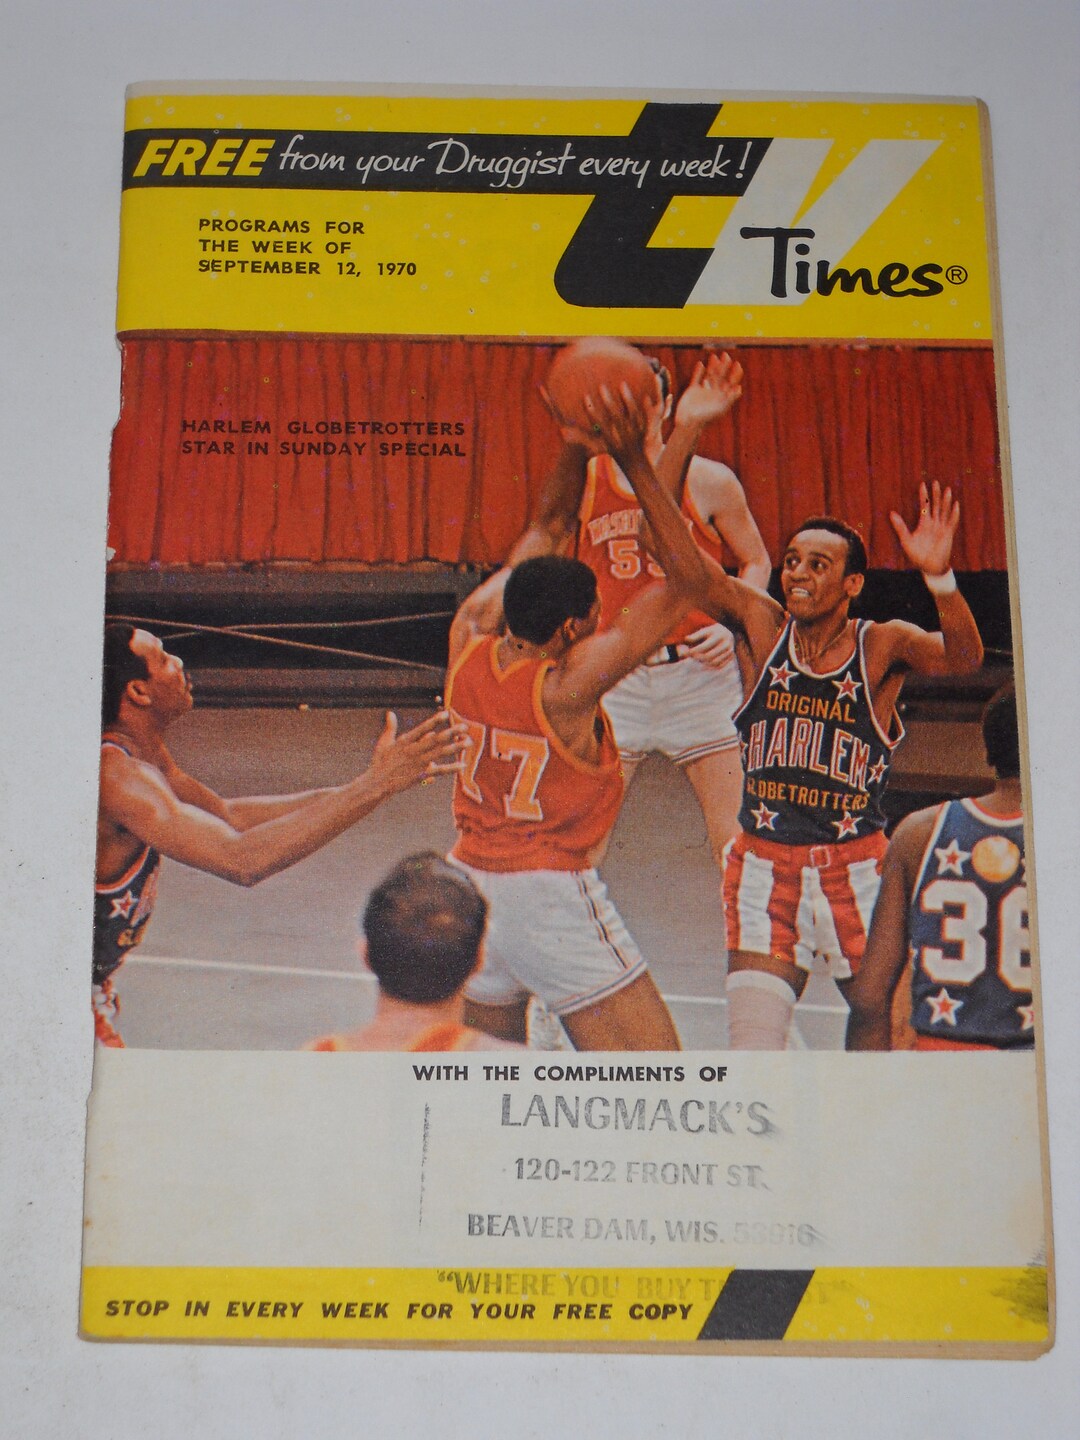 FREE from your Druggist every week!
tv Times®
PROGRAMS FOR
THE WEEK OF
SEPTEMBER 12, 1970
HARLEM GLOBETROTTERS
STAR IN SUNDAY SPECIAL
77
ORIGINAL
HARLEM
GLOBETROTTERS
36
WITH THE COMPLIMENTS OF
LANGMACK'S
120-122 FRONT ST.
BEAVER DAM, WIS. 53916
"WHERE YOU BUY
STOP IN EVERY WEEK FOR YOUR FREE COPY